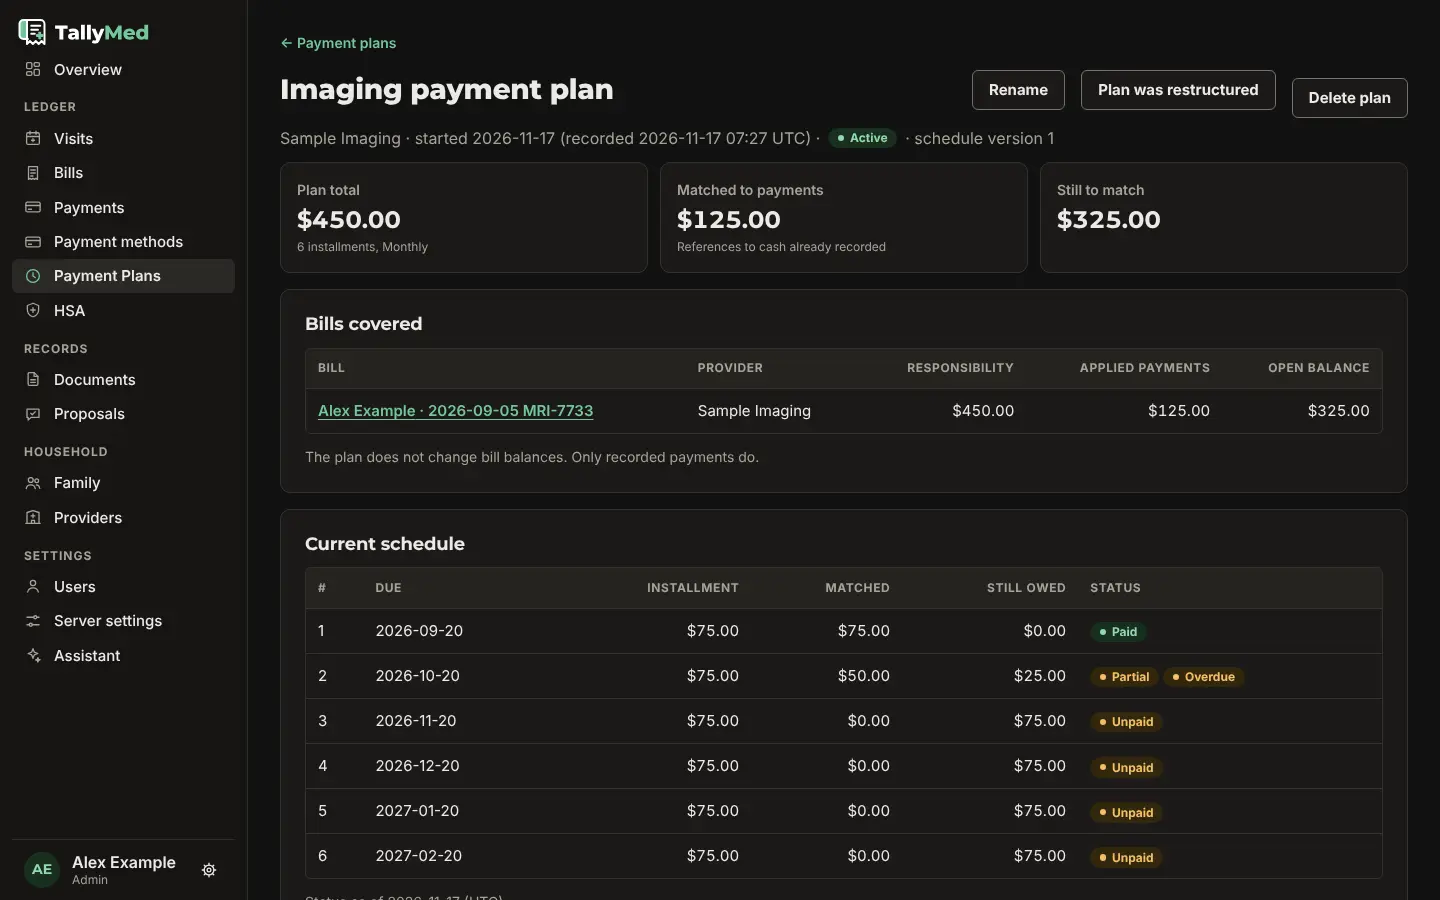 TallyMed
Overview
LEDGER
Visits
Bills
Payments
Payment methods
Payment Plans
HSA
RECORDS
Documents
Proposals
HOUSEHOLD
Family
Providers
SETTINGS
Users
Server settings
Assistant
AE
Alex Example
Admin
← Payment plans
Imaging payment plan
Rename
Plan was restructured
Delete plan
Sample Imaging · started 2026-11-17 (recorded 2026-11-17 07:27 UTC) · Active · schedule version 1
Plan total
$450.00
6 installments, Monthly
Matched to payments
$125.00
References to cash already recorded
Still to match
$325.00
Bills covered
BILL PROVIDER RESPONSIBILITY APPLIED PAYMENTS OPEN BALANCE
Alex Example · 2026-09-05 MRI-7733 Sample Imaging $450.00 $125.00 $325.00
The plan does not change bill balances. Only recorded payments do.
Current schedule
# DUE INSTALLMENT MATCHED STILL OWED STATUS
1 2026-09-20 $75.00 $75.00 $0.00 Paid
2 2026-10-20 $75.00 $50.00 $25.00 Partial Overdue
3 2026-11-20 $75.00 $0.00 $75.00 Unpaid
4 2026-12-20 $75.00 $0.00 $75.00 Unpaid
5 2027-01-20 $75.00 $0.00 $75.00 Unpaid
6 2027-02-20 $75.00 $0.00 $75.00 Unpaid
Status as of 2026-11-17 (UTC)